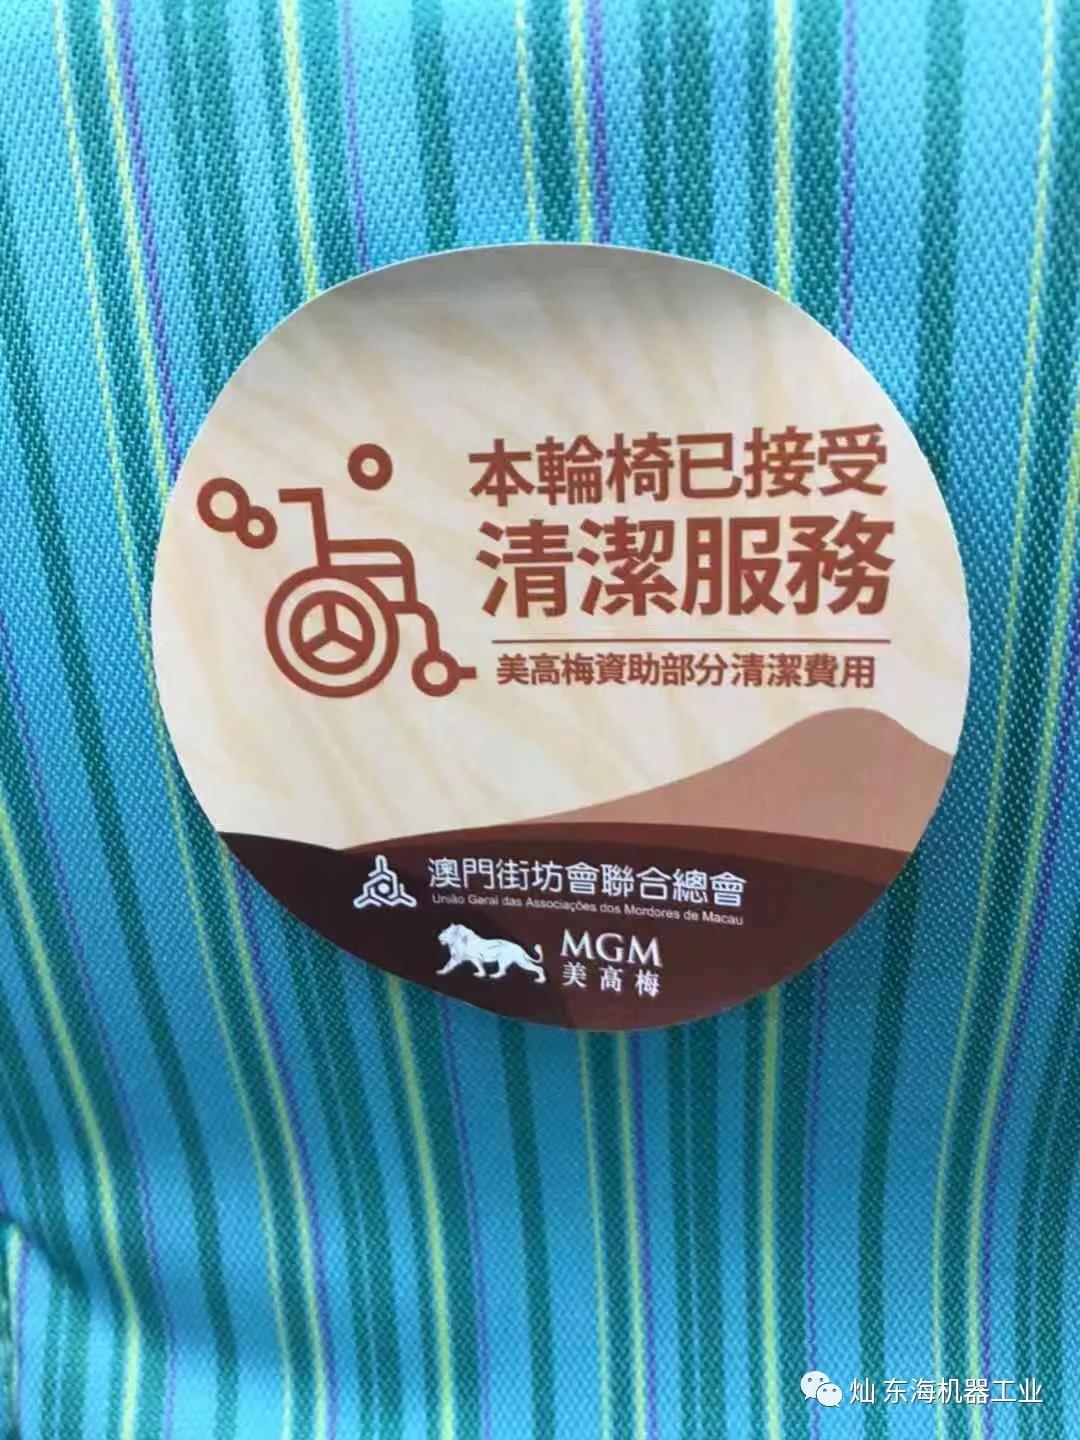 本輪椅已接受
清潔服務
美高梅資助部分清潔費用
澳門街坊會聯合總會
União Geral das Associações dos Mordores de Macau
MGM
美高梅
灿东海机器工业